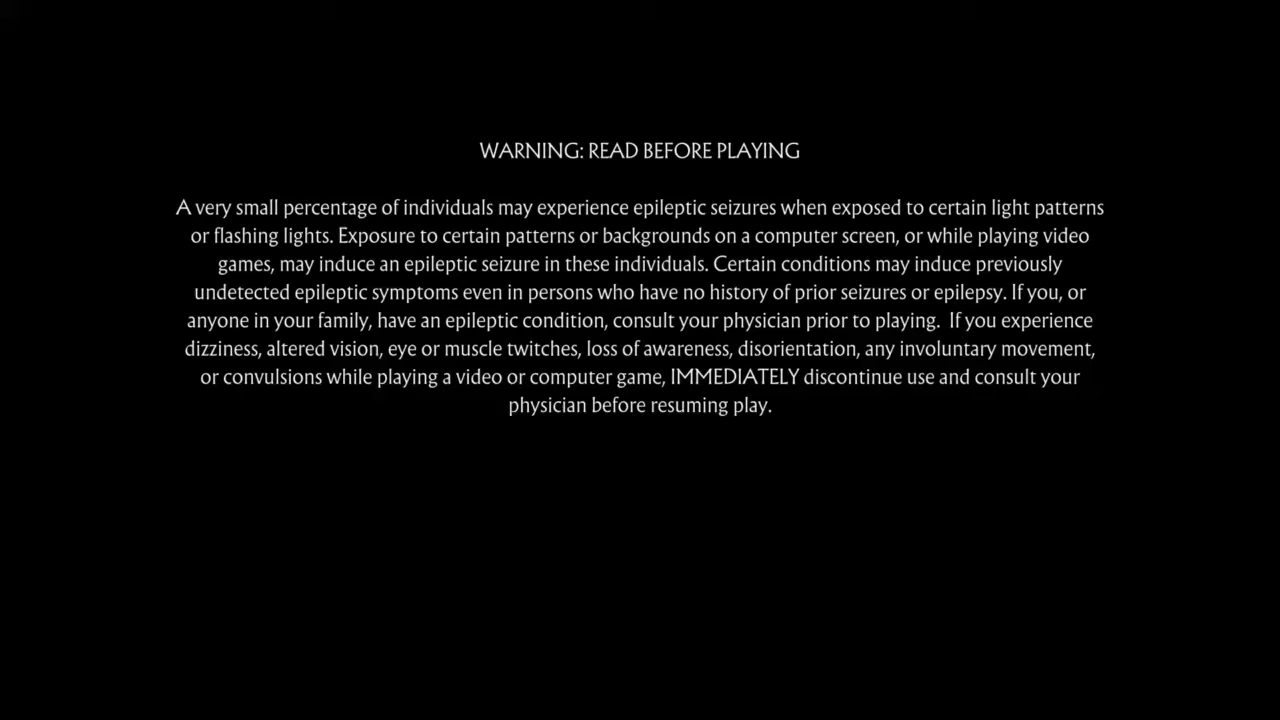 WARNING: READ BEFORE PLAYING
A very small percentage of individuals may experience epileptic seizures when exposed to certain light patterns
or flashing lights. Exposure to certain patterns or backgrounds on a computer screen, or while playing video
games, may induce an epileptic seizure in these individuals. Certain conditions may induce previously
undetected epileptic symptoms even in persons who have no history of prior seizures or epilepsy. If you, or
anyone in your family, have an epileptic condition, consult your physician prior to playing.  If you experience
dizziness, altered vision, eye or muscle twitches, loss of awareness, disorientation, any involuntary movement,
or convulsions while playing a video or computer game, IMMEDIATELY discontinue use and consult your
physician before resuming play.